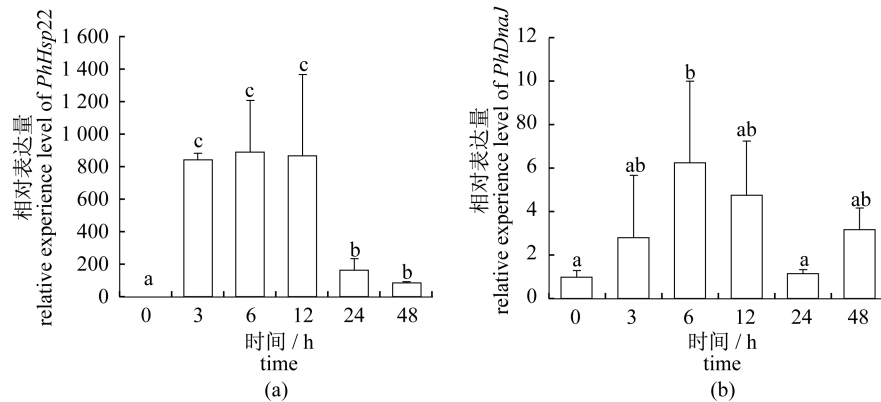 相对表达量
relative experience level of PhHsp22
1 600
1 400
1 200
1 000
800
600
400
200
0
a
c
c
c
b
b
0 3 6 12 24 48
时间 / h
time
(a)
相对表达量
relative experience level of PhDnaJ
12
10
8
6
4
2
0
a
ab
b
ab
a
ab
0 3 6 12 24 48
时间 / h
time
(b)